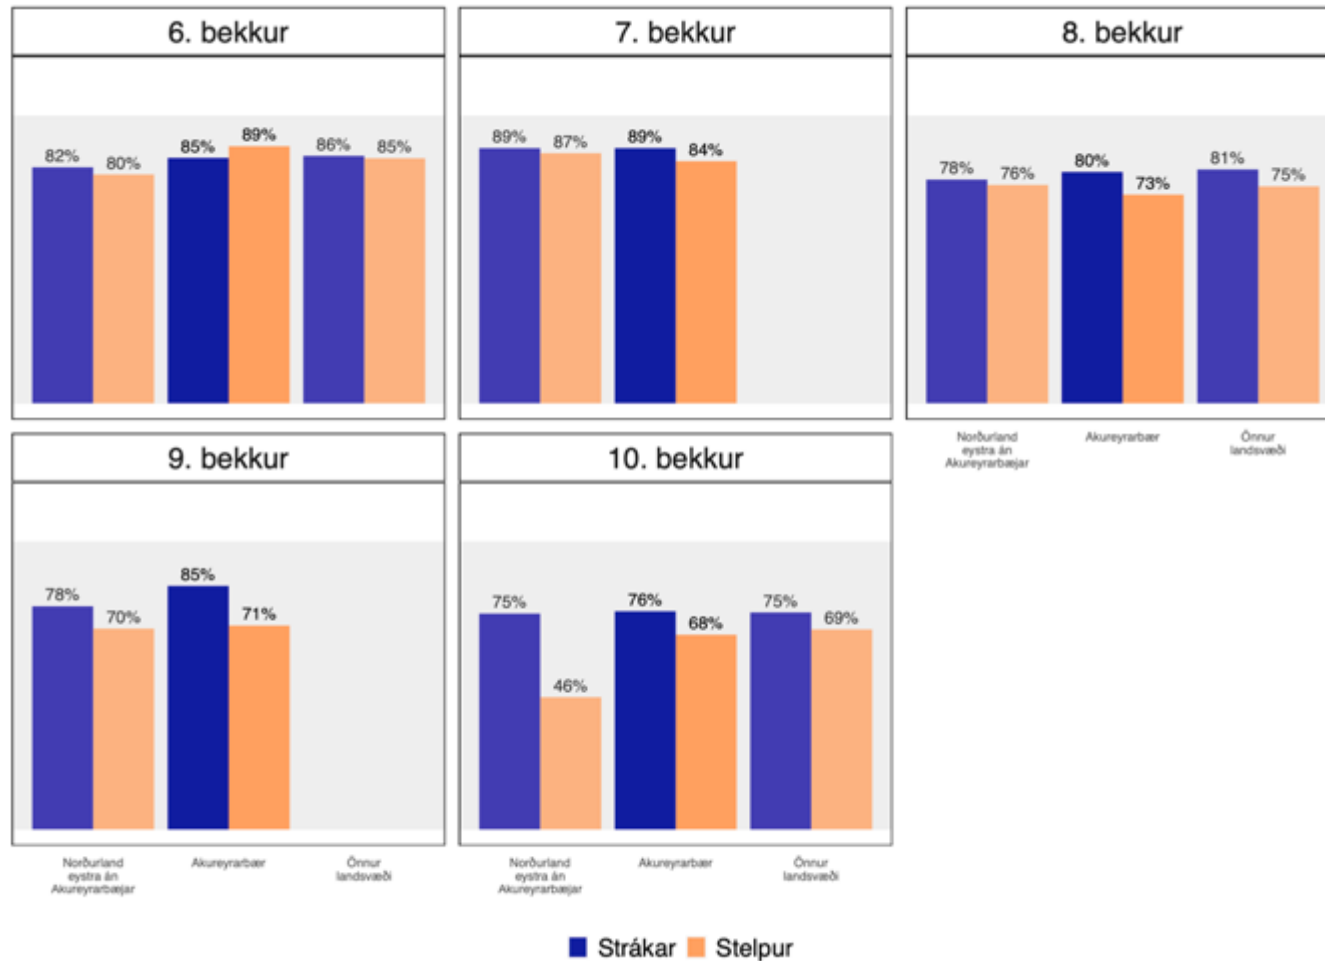 6. bekkur
82%
80%
85%
89%
86%
85%
7. bekkur
89%
87%
89%
84%
8. bekkur
78%
76%
80%
73%
81%
75%
Norðurland
eystra án
Akureyrarbæjar
Akureyrarbær
Önnur
landsvæði
9. bekkur
78%
70%
85%
71%
Norðurland
eystra án
Akureyrarbæjar
Akureyrarbær
Önnur
landsvæði
10. bekkur
75%
46%
76%
68%
75%
69%
Norðurland
eystra án
Akureyrarbæjar
Akureyrarbær
Önnur
landsvæði
Strákar
Stelpur